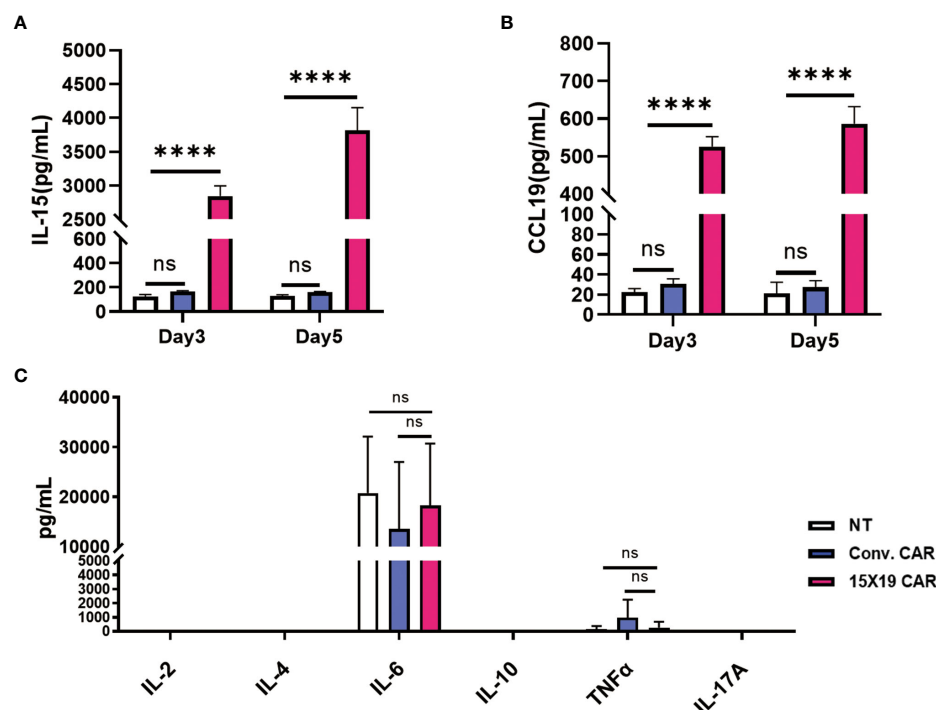 A
IL-15(pg/mL)
5000
4500
4000
3500
3000
2500
600
400
200
0
****
****
ns
ns
Day3
Day5
B
CCL19(pg/mL)
800
700
600
500
400
100
80
60
40
20
0
****
****
ns
ns
Day3
Day5
C
pg/mL
40000
30000
20000
10000
5000
4000
3000
2000
1000
0
ns
ns
ns
ns
IL-2
IL-4
IL-6
IL-10
TNFα
IL-17A
NT
Conv. CAR
15X19 CAR